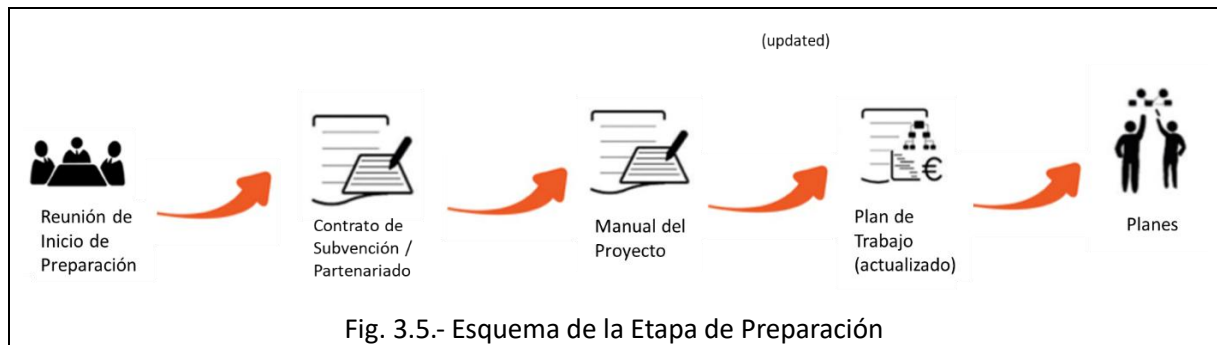 (updated)
Reunión de
Inicio de
Preparación
Contrato de
Subvención /
Partenariado
Manual del
Proyecto
Plan de
Trabajo
(actualizado)
Planes
€
Fig. 3.5.- Esquema de la Etapa de Preparación